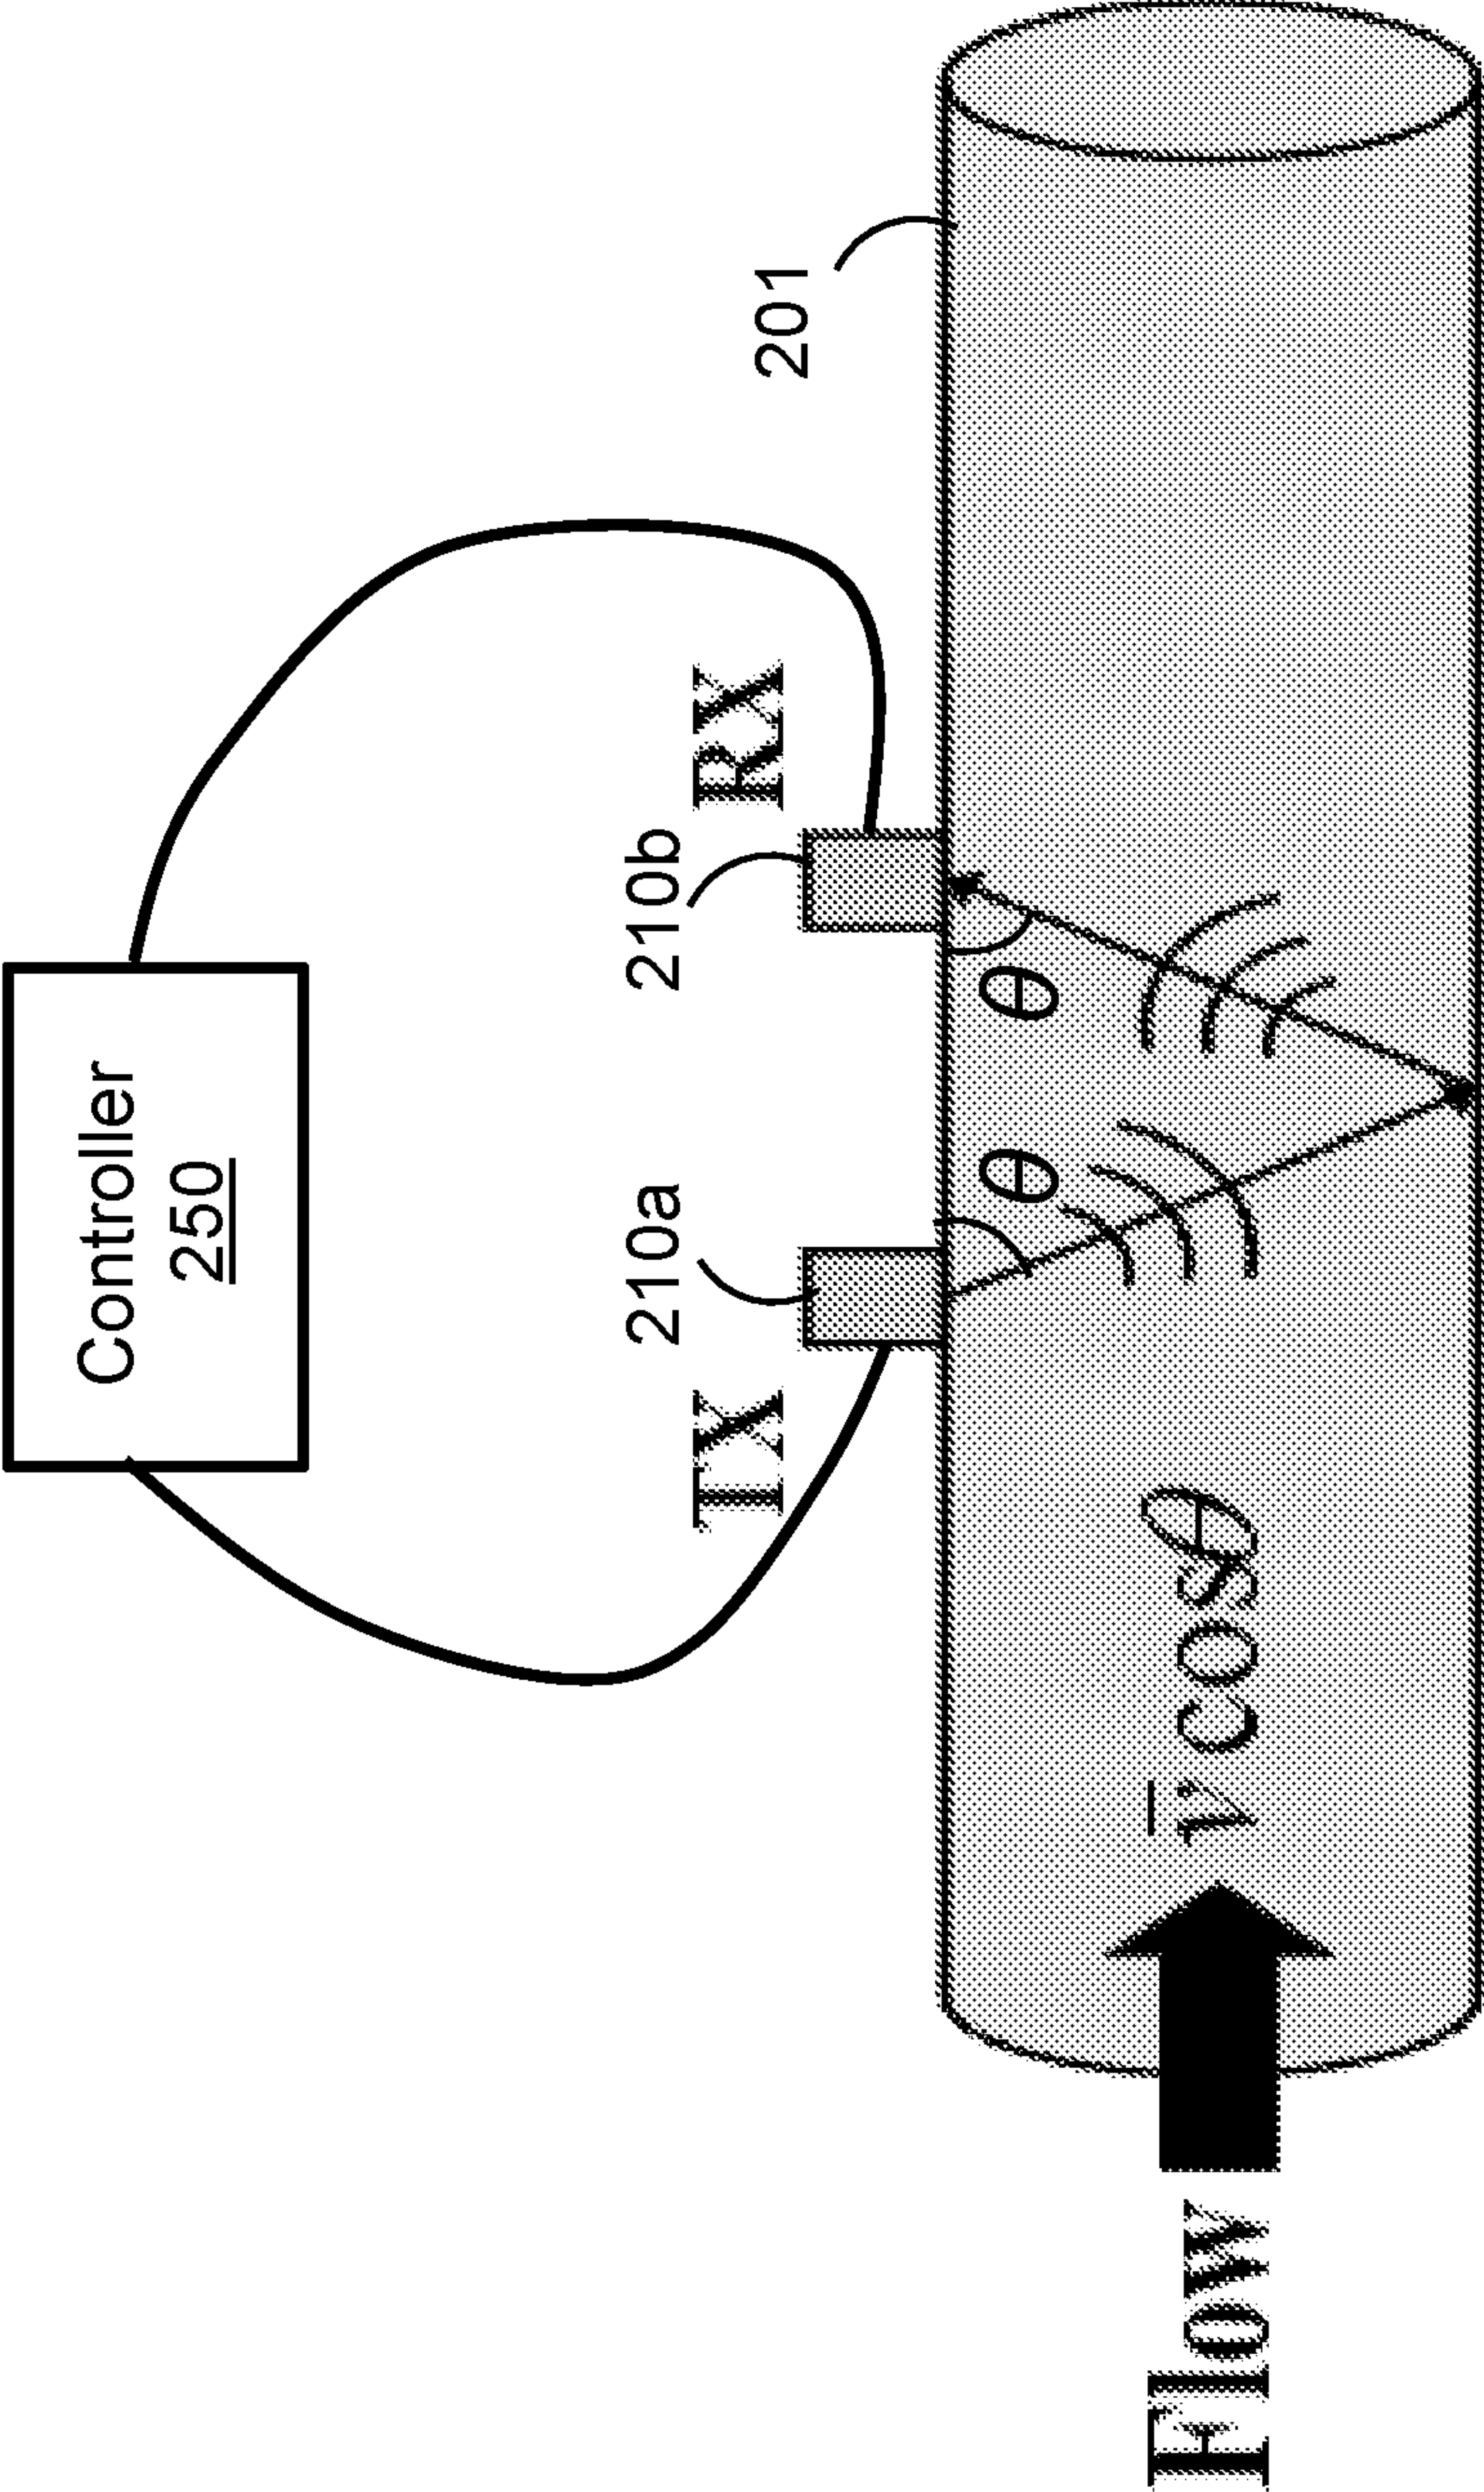 Controller
250
TX
210a
210b
RX
201
θ
θ
Flow
v̄ cosθ